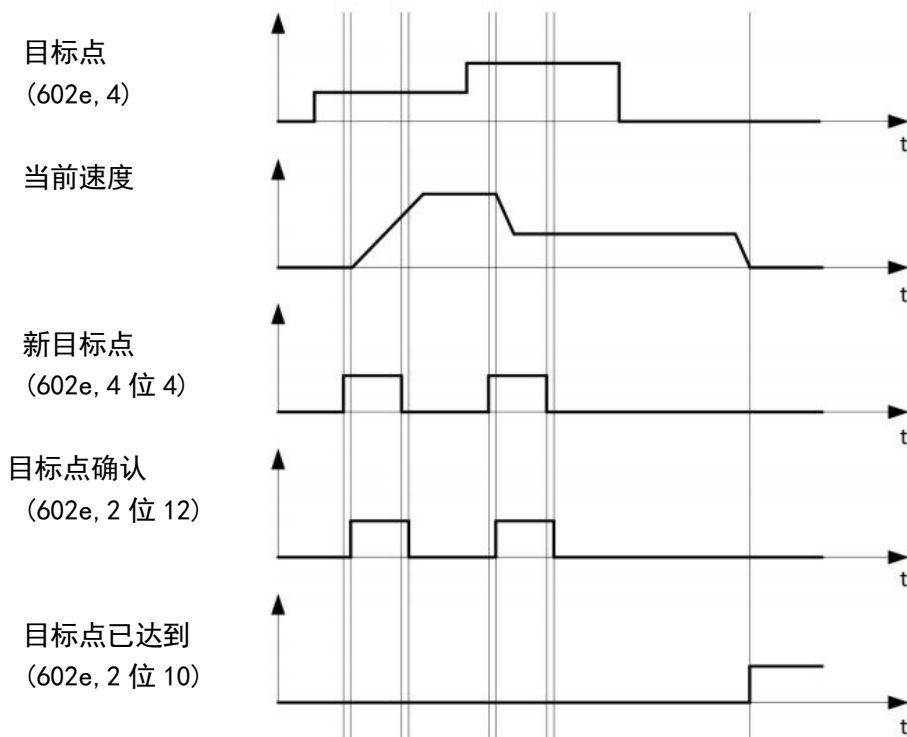 目标点
(602e, 4)
t
当前速度
t
新目标点
(602e, 4 位 4)
t
目标点确认
(602e, 2 位 12)
t
目标点已达到
(602e, 2 位 10)
t